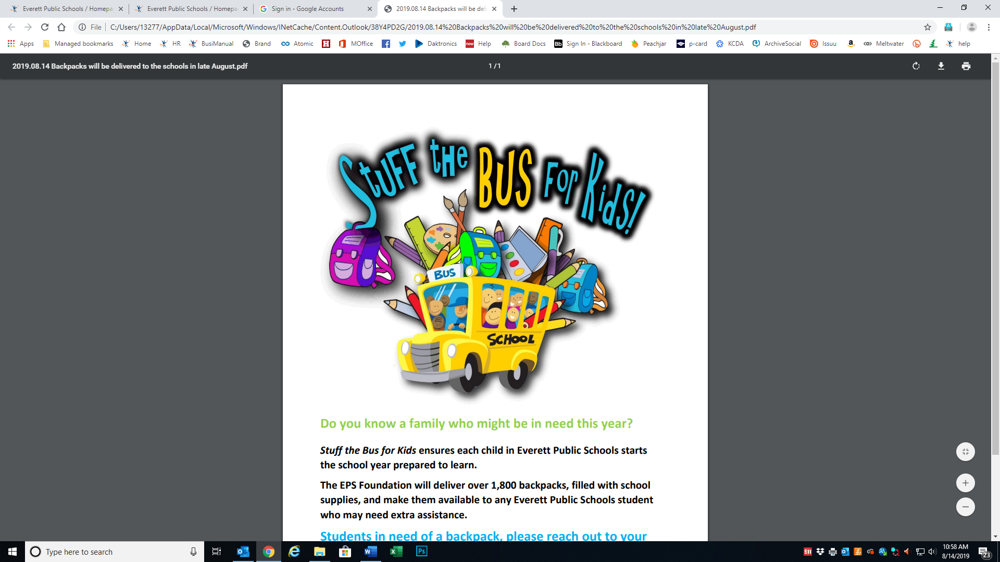 Everett Public Schools / Homepa
Everett Public Schools / Homepa
Sign in - Google Accounts
2019.08.14 Backpacks will be del
File
C:/Users/13277/AppData/Local/Microsoft/Windows/INetCache/Content.Outlook/38Y4PD2G/2019.08.14%20Backpacks%20will%20be%20delivered%20to%20the%20schools%20in%20late%20August.pdf
Apps Managed bookmarks Home HR BusiManual Brand Atomic MOffice Daktronics now Help Board Docs Bb Sign In - Blackboard Peachjar p-card KCDA ArchiveSocial Issuu Meltwater help
2019.08.14 Backpacks will be delivered to the schools in late August.pdf
1 / 1
Stuff the BUS For Kids!
BUS
SCHOOL
Do you know a family who might be in need this year?
Stuff the Bus for Kids ensures each child in Everett Public Schools starts
the school year prepared to learn.
The EPS Foundation will deliver over 1,800 backpacks, filled with school
supplies, and make them available to any Everett Public Schools student
who may need extra assistance.
Students in need of a backpack, please reach out to your
Type here to search
Ps
911
10:58 AM
8/14/2019
23